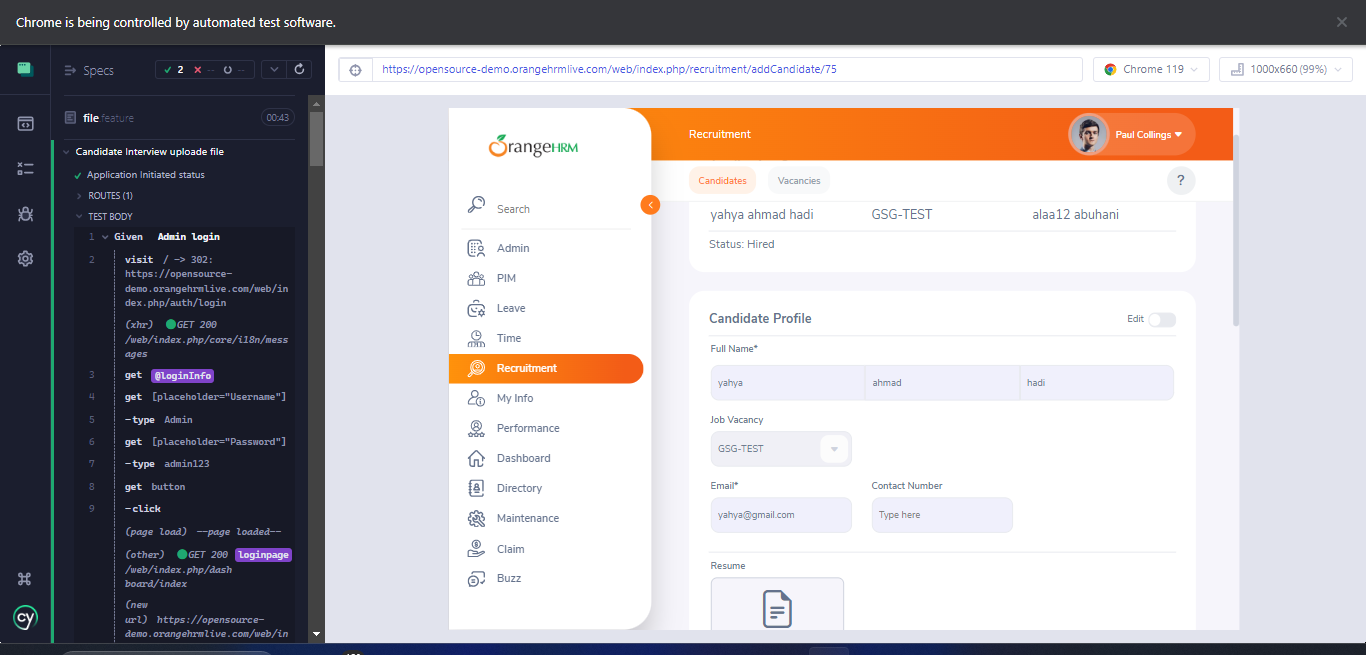 Chrome is being controlled by automated test software.
Specs
2
--
--
https://opensource-demo.orangehrmlive.com/web/index.php/recruitment/addCandidate/75
Chrome 119
1000x660 (99%)
file.feature
00:43
Candidate Interview uploade file
Application Initiated status
ROUTES (1)
TEST BODY
1 Given Admin login
2 visit / -> 302:
https://opensource-
demo.orangehrmlive.com/web/in
dex.php/auth/login
(xhr) GET 200
/web/index.php/core/i18n/mess
ages
3 get @loginInfo
4 get [placeholder="Username"]
5 -type Admin
6 get [placeholder="Password"]
7 -type admin123
8 get button
9 -click
(page load) --page loaded--
(other) GET 200 loginpage
/web/index.php/dash
board/index
(new
url) https://opensource-
demo.orangehrmlive.com/web/in
cy
OrangeHRM
Search
Admin
PIM
Leave
Time
Recruitment
My Info
Performance
Dashboard
Directory
Maintenance
Claim
Buzz
Recruitment
Paul Collings
Candidates
Vacancies
?
yahya ahmad hadi
GSG-TEST
alaa12 abuhani
Status: Hired
Candidate Profile
Edit
Full Name*
yahya
ahmad
hadi
Job Vacancy
GSG-TEST
Email*
Contact Number
yahya@gmail.com
Type here
Resume